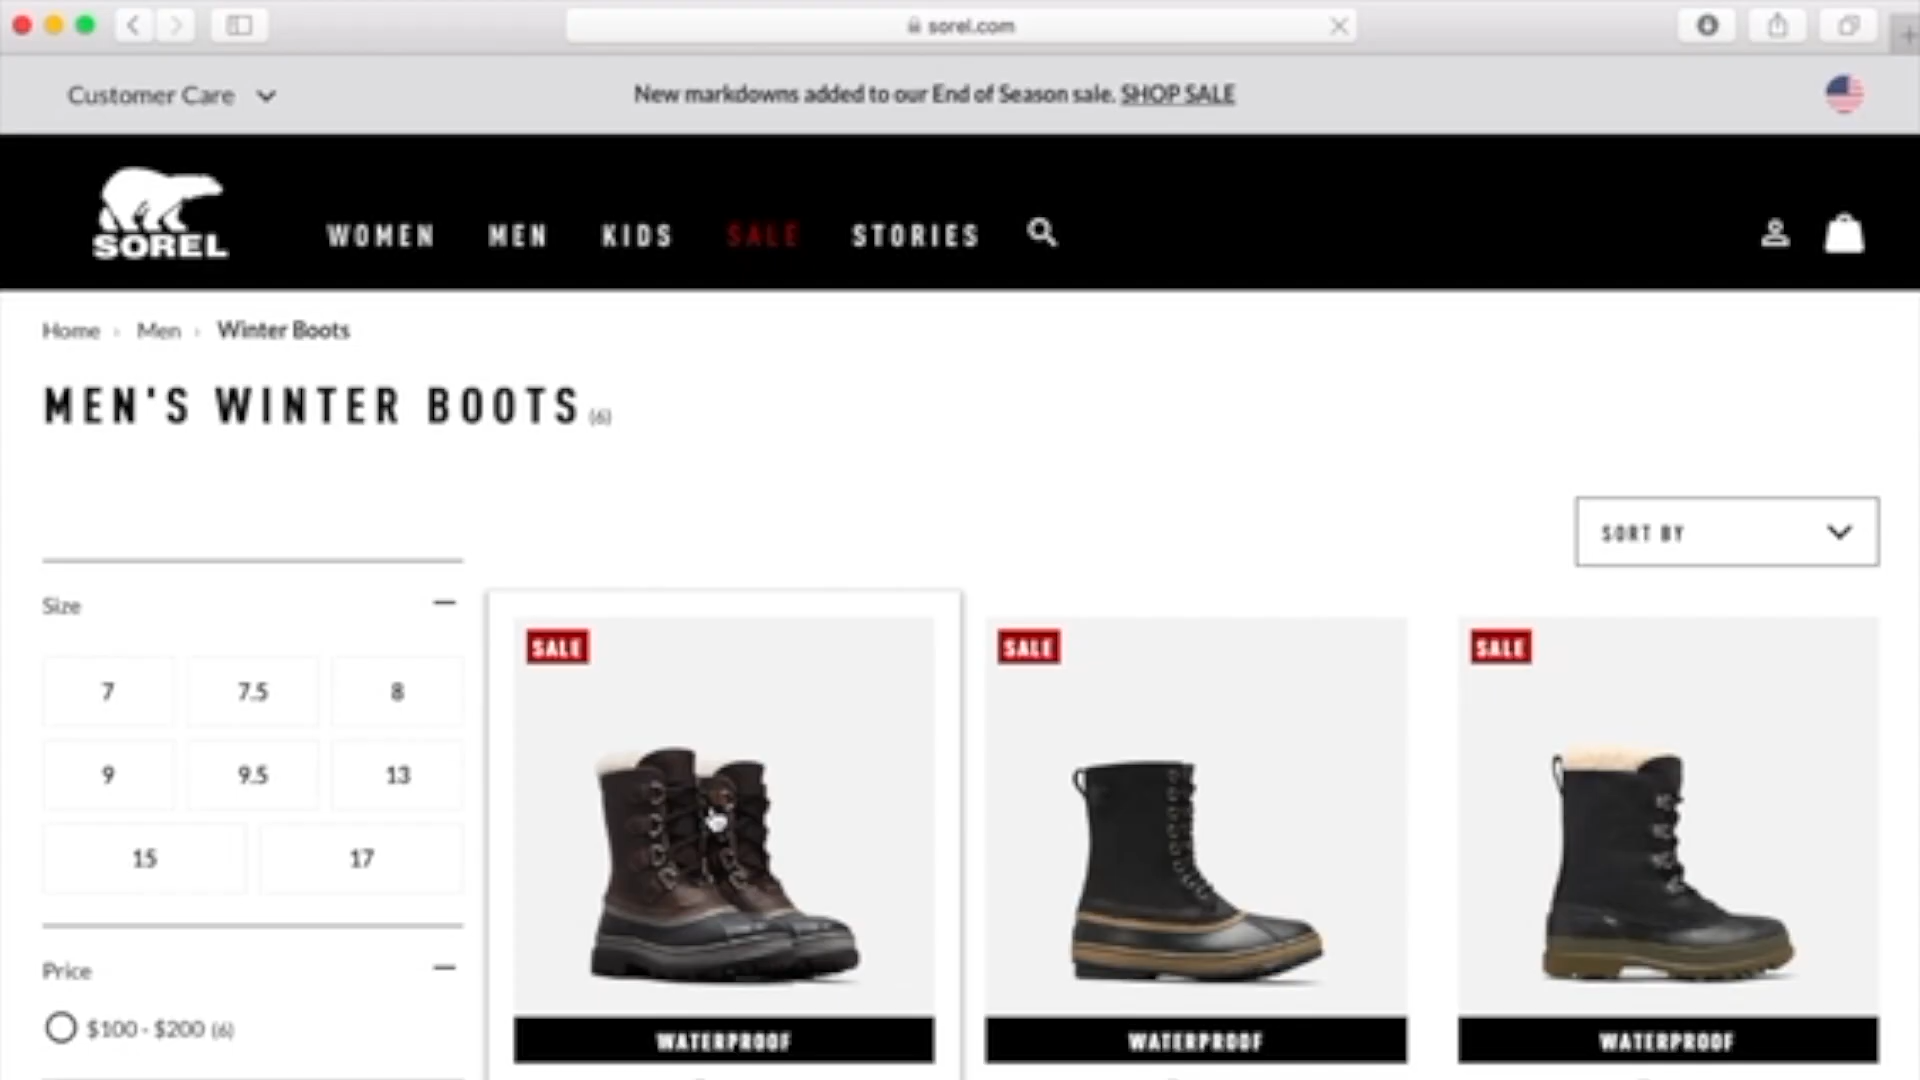 sorel.com
Customer Care
New markdowns added to our End of Season sale. SHOP SALE
SOREL
WOMEN MEN KIDS SALE STORIES
Home › Men › Winter Boots
MEN'S WINTER BOOTS (6)
SORT BY
Size
7 7.5 8
9 9.5 13
15 17
Price
$100 - $200 (6)
SALE SALE SALE
WATERPROOF WATERPROOF WATERPROOF